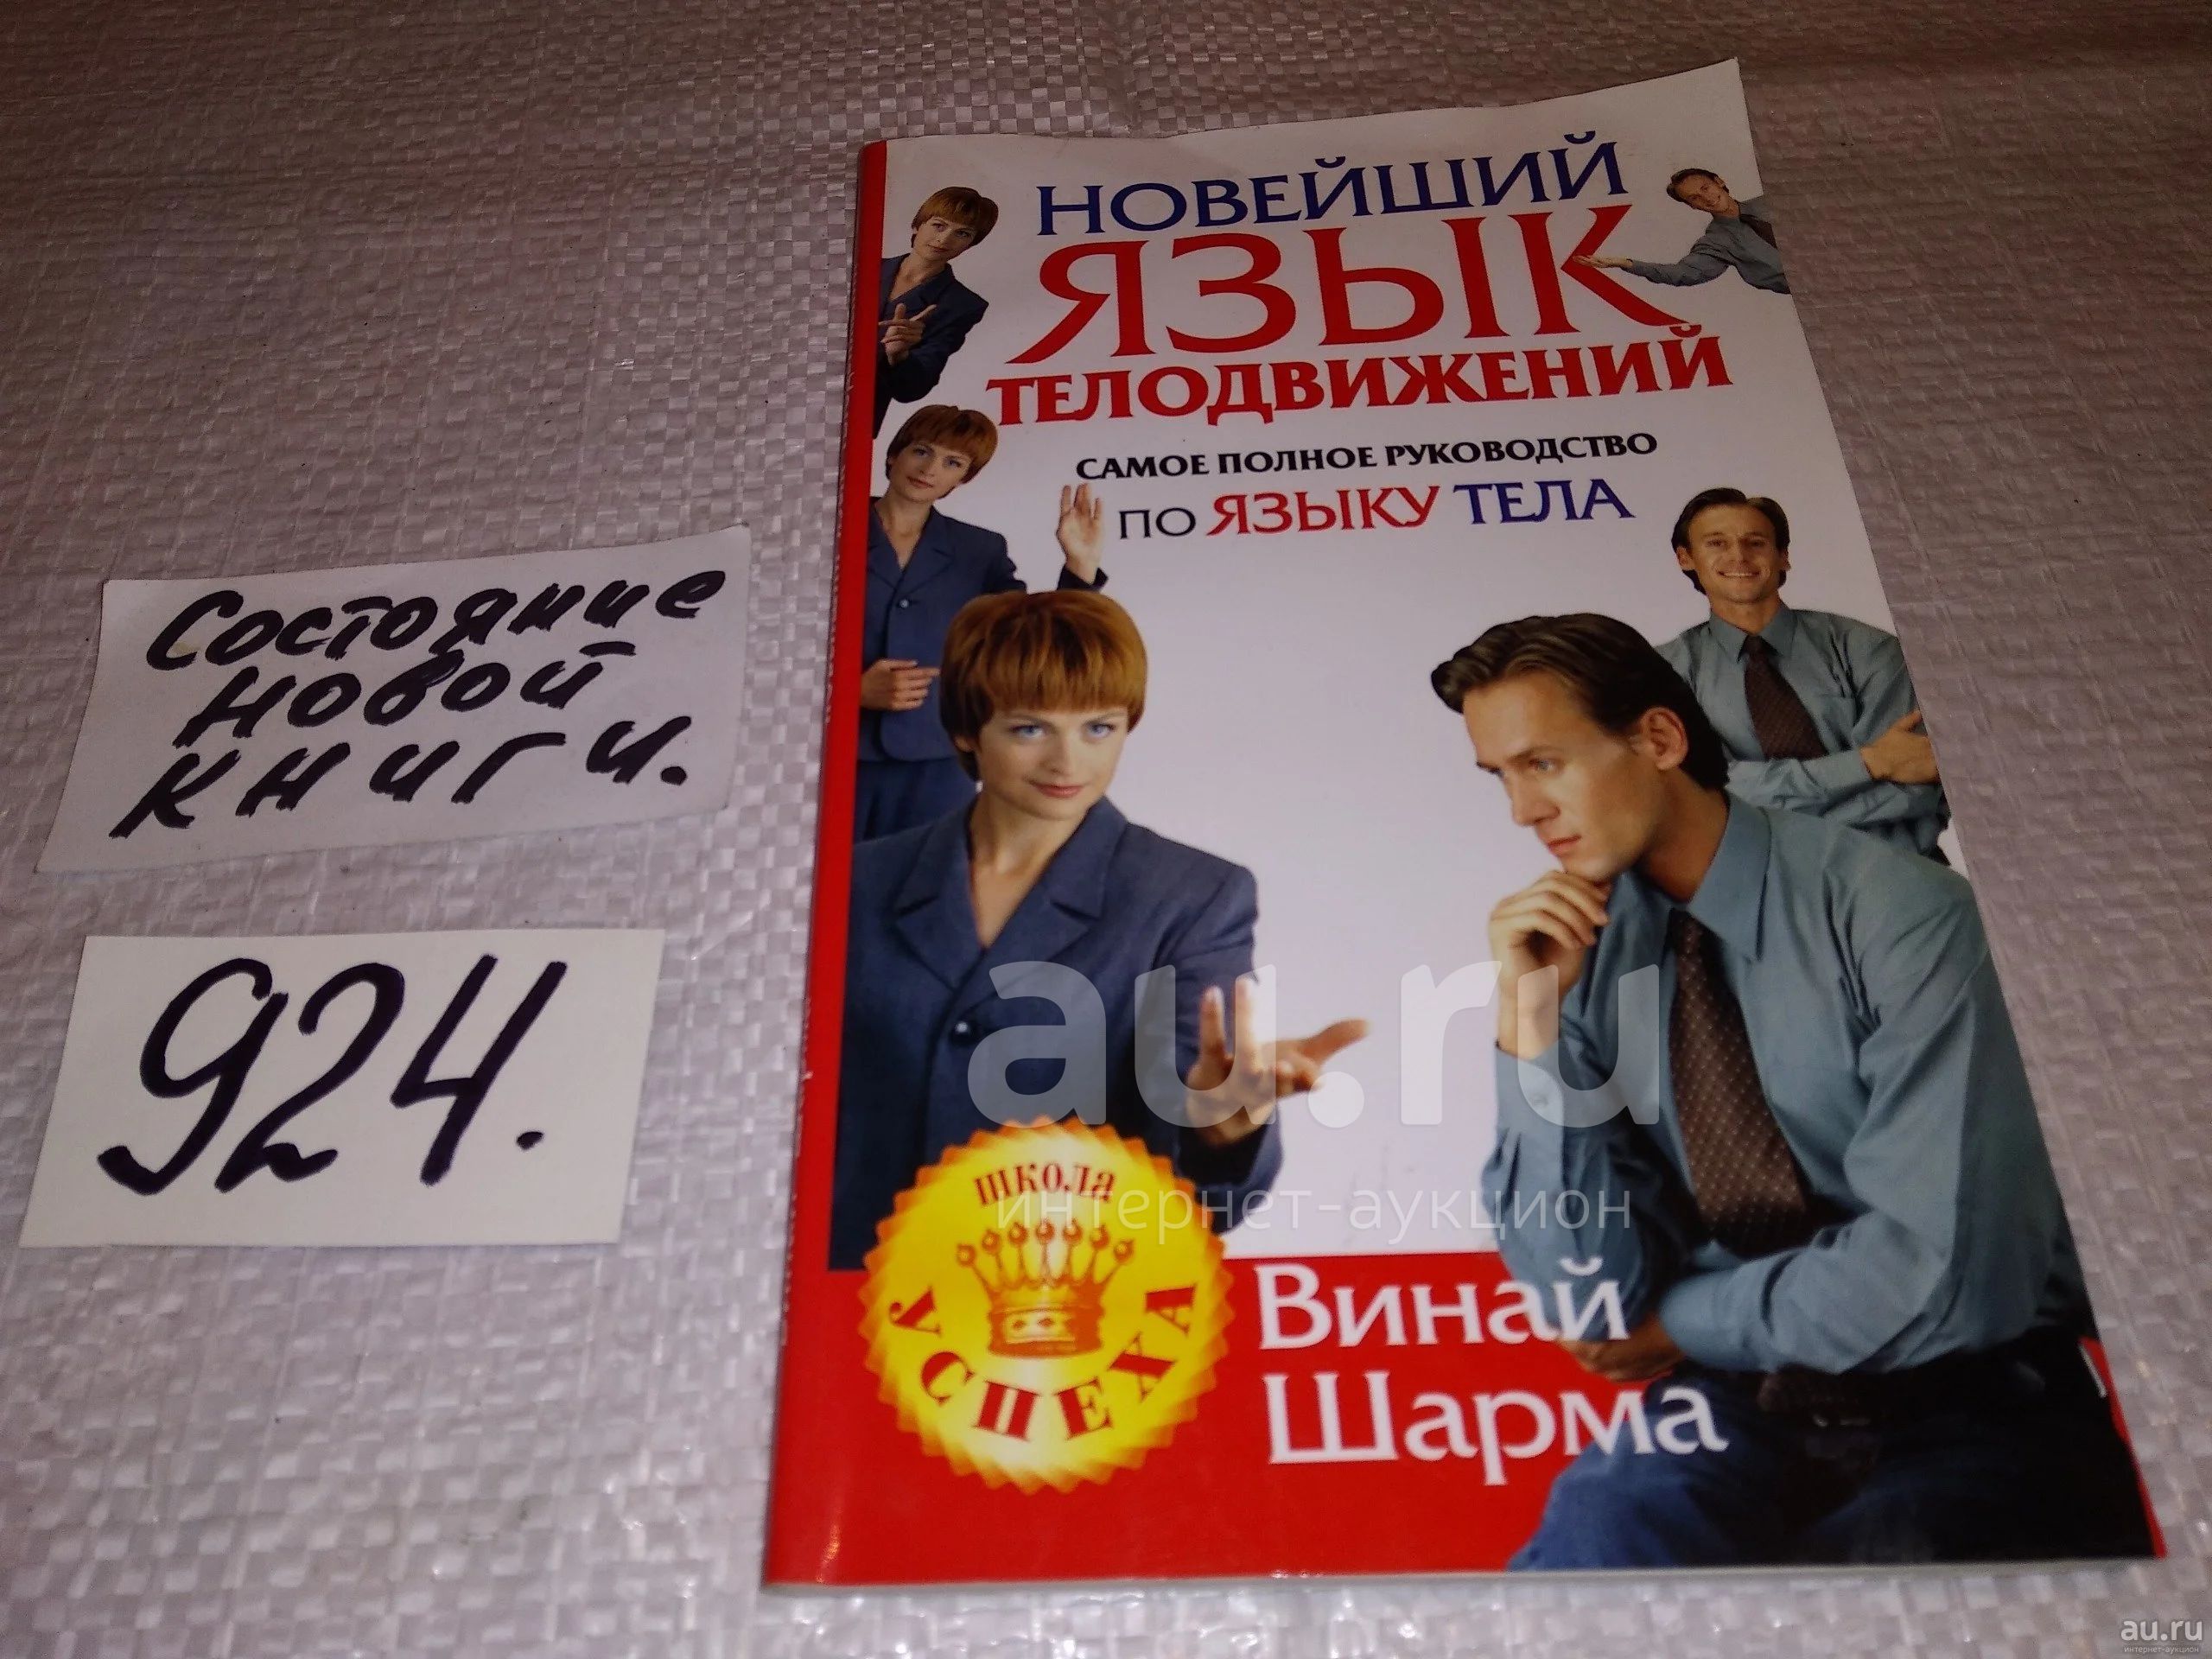 НОВЕЙШИЙ
ЯЗЫК
ТЕЛОДВИЖЕНИЙ
САМОЕ ПОЛНОЕ РУКОВОДСТВО
ПО ЯЗЫКУ ТЕЛА
Состояние
новой
книги.
924.
au.ru
интернет-аукцион
ШКОЛА
УСПЕХА
Винай
Шарма
au.ru
интернет-аукцион